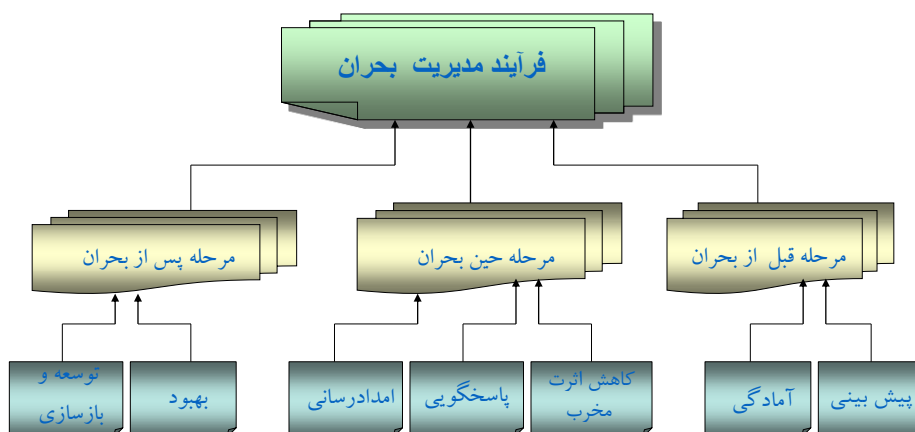 فرآیند مدیریت بحران
مرحله قبل از بحران
مرحله حین بحران
مرحله پس از بحران
پیش بینی
آمادگی
کاهش اثرت
مخرب
پاسخگویی
امدادرسانی
بهبود
توسعه و
بازسازی